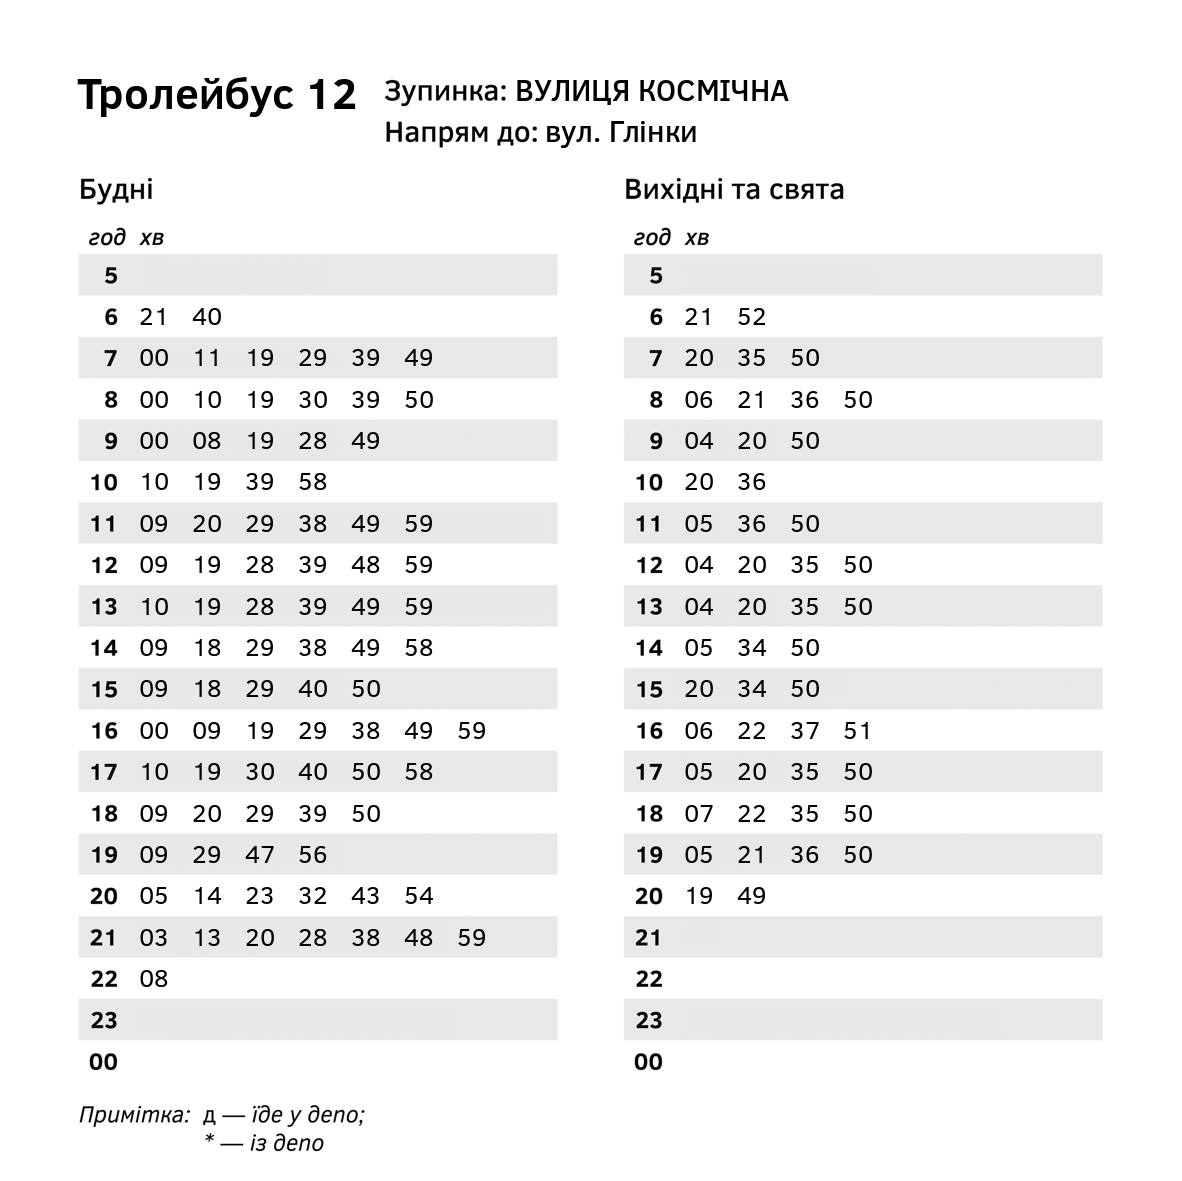 Тролейбус 12
Зупинка: ВУЛИЦЯ КОСМІЧНА
Напрям до: вул. Глінки
Будні
год хв
5
6 21 40
7 00 11 19 29 39 49
8 00 10 19 30 39 50
9 00 08 19 28 49
10 10 19 39 58
11 09 20 29 38 49 59
12 09 19 28 39 48 59
13 10 19 28 39 49 59
14 09 18 29 38 49 58
15 09 18 29 40 50
16 00 09 19 29 38 49 59
17 10 19 30 40 50 58
18 09 20 29 39 50
19 09 29 47 56
20 05 14 23 32 43 54
21 03 13 20 28 38 48 59
22 08
23
00
Вихідні та свята
год хв
5
6 21 52
7 20 35 50
8 06 21 36 50
9 04 20 50
10 20 36
11 05 36 50
12 04 20 35 50
13 04 20 35 50
14 05 34 50
15 20 34 50
16 06 22 37 51
17 05 20 35 50
18 07 22 35 50
19 05 21 36 50
20 19 49
21
22
23
00
Примітка: д — їде у депо;
* — із депо